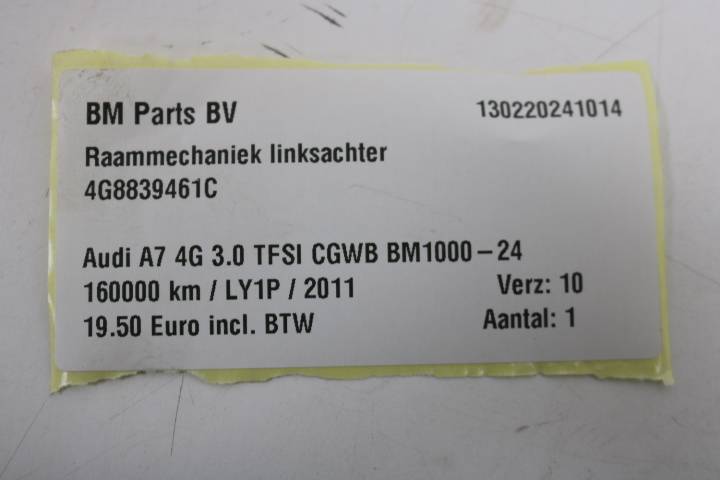 BM Parts BV 130220241014
Raammechaniek linksachter
4G8839461C
Audi A7 4G 3.0 TFSI CGWB BM1000-24
160000 km / LY1P / 2011 Verz: 10
19.50 Euro incl. BTW Aantal: 1